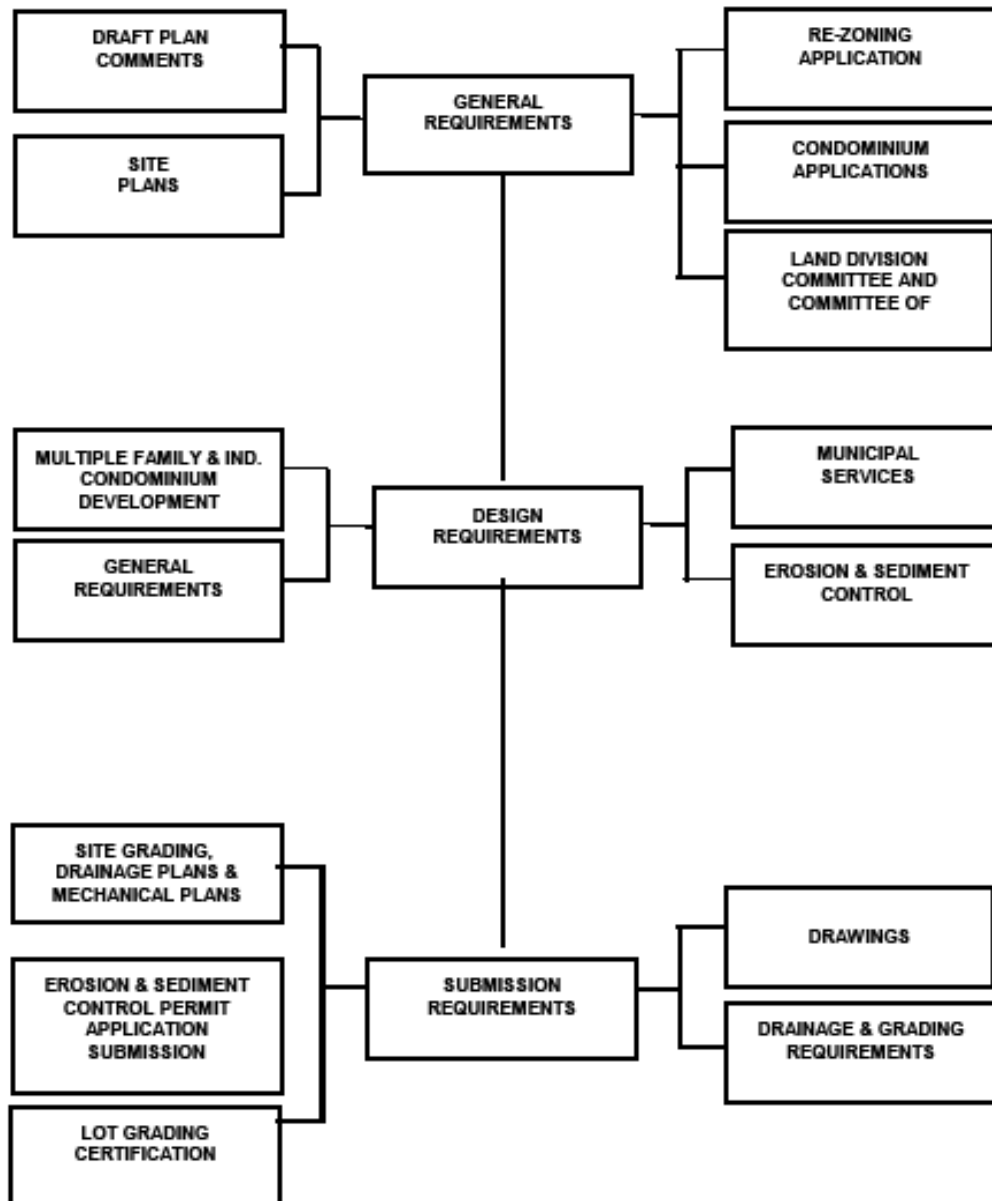 DRAFT PLAN
COMMENTS
SITE
PLANS
GENERAL
REQUIREMENTS
RE-ZONING
APPLICATION
CONDOMINIUM
APPLICATIONS
LAND DIVISION
COMMITTEE AND
COMMITTEE OF
MULTIPLE FAMILY & IND.
CONDOMINIUM
DEVELOPMENT
GENERAL
REQUIREMENTS
DESIGN
REQUIREMENTS
MUNICIPAL
SERVICES
EROSION & SEDIMENT
CONTROL
SITE GRADING,
DRAINAGE PLANS &
MECHANICAL PLANS
EROSION & SEDIMENT
CONTROL PERMIT
APPLICATION
SUBMISSION
LOT GRADING
CERTIFICATION
SUBMISSION
REQUIREMENTS
DRAWINGS
DRAINAGE & GRADING
REQUIREMENTS